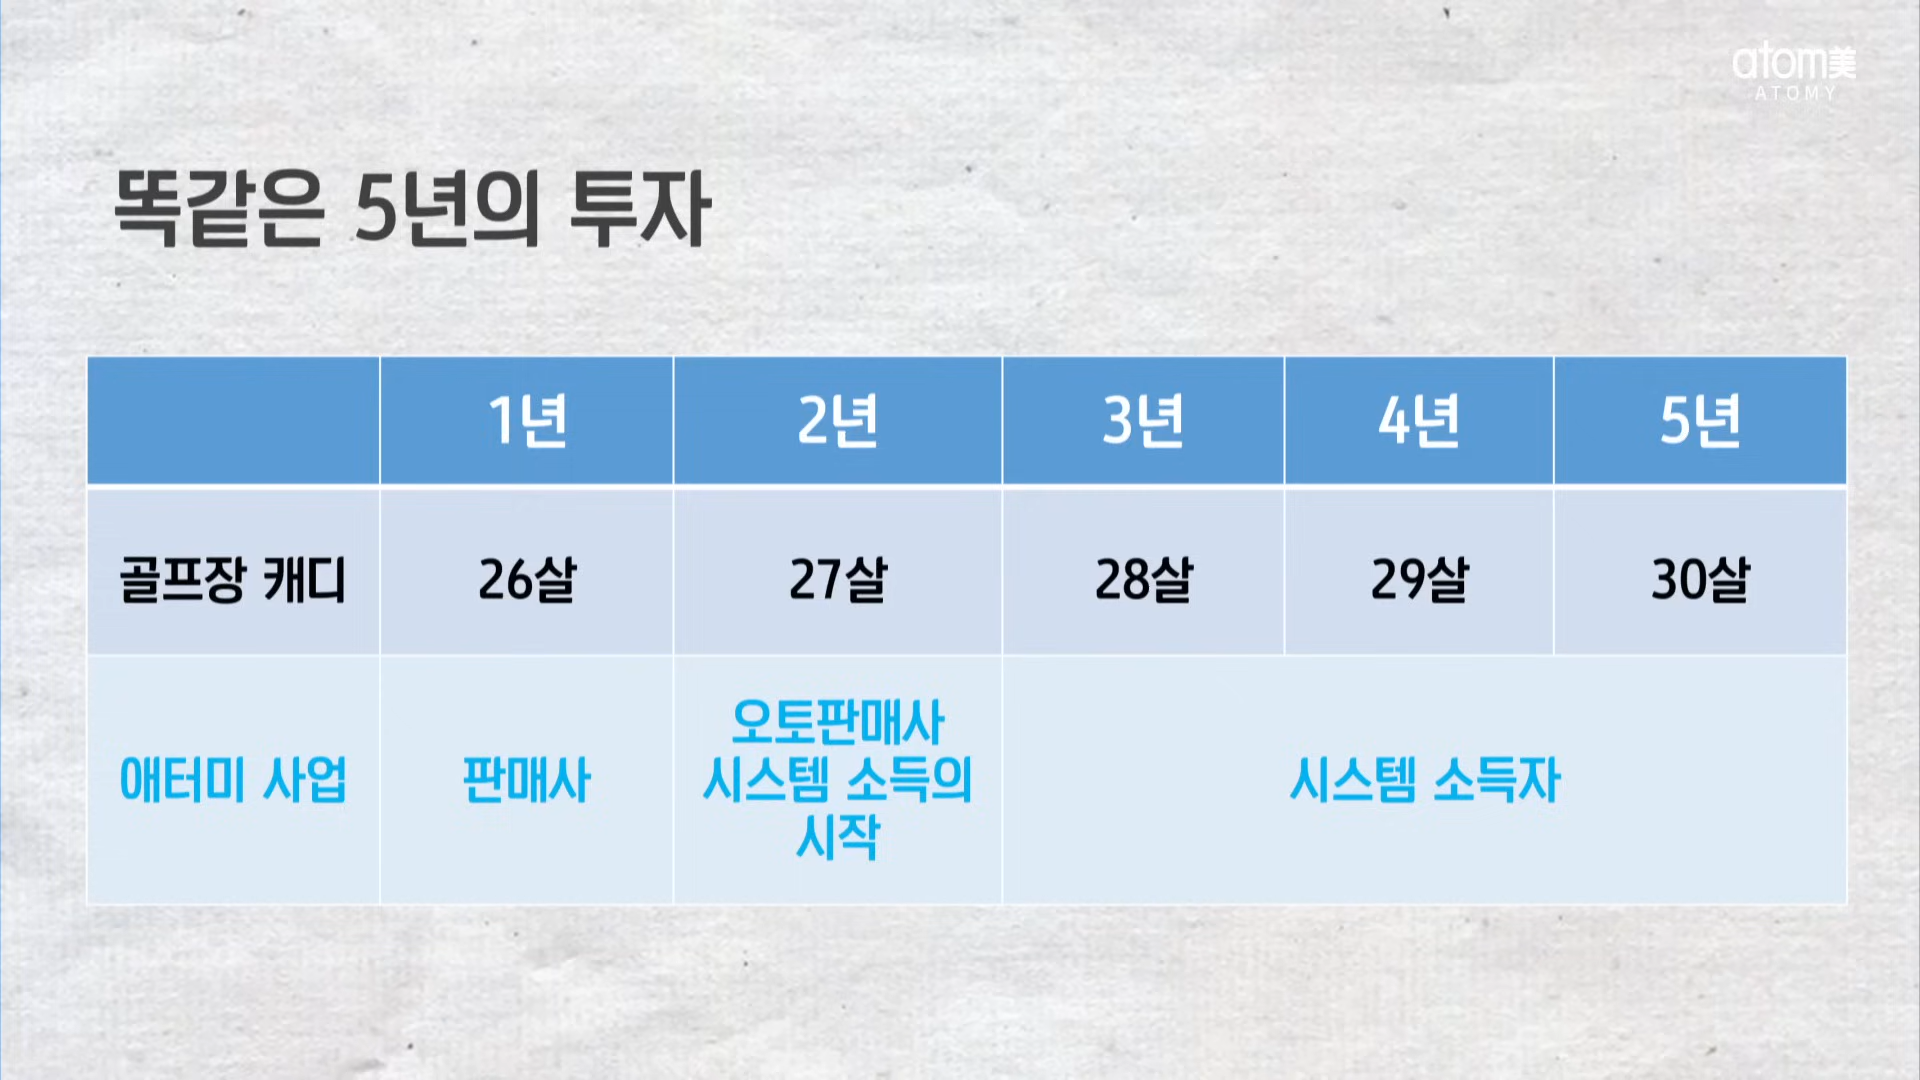 atom美
ATOMY
똑같은 5년의 투자
1년 2년 3년 4년 5년
골프장 캐디 26살 27살 28살 29살 30살
애터미 사업 판매사 오토판매사
시스템 소득의
시작
시스템 소득자